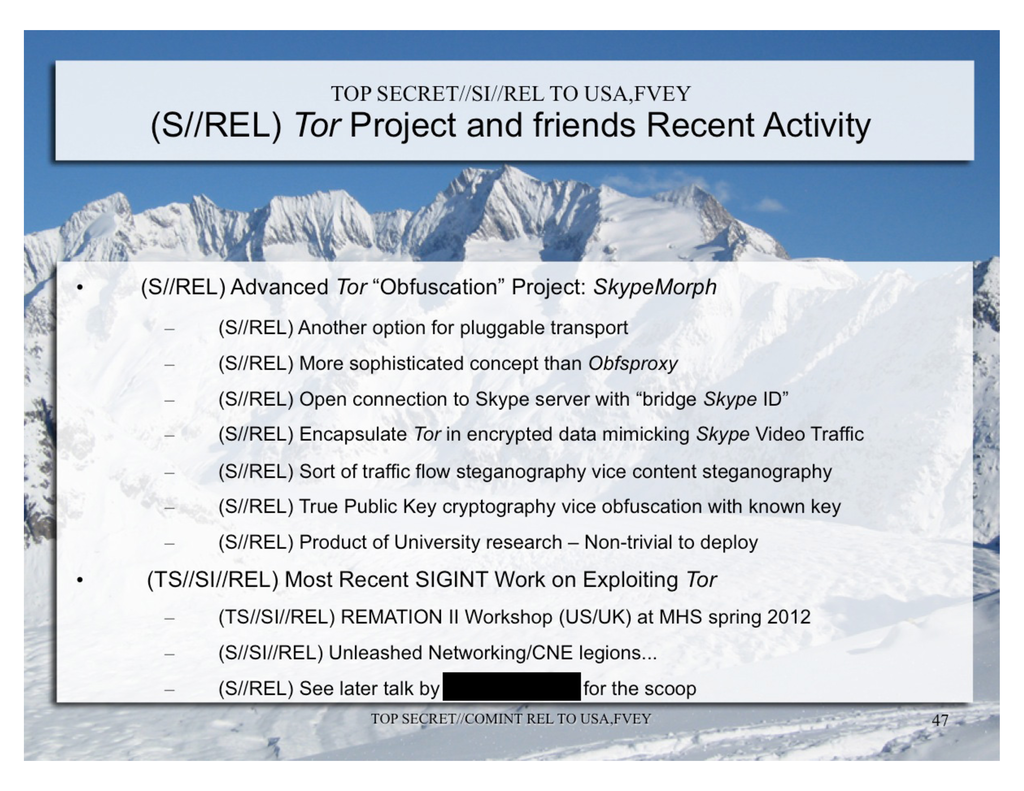 TOP SECRET//SI//REL TO USA,FVEY
(S//REL) Tor Project and friends Recent Activity
• (S//REL) Advanced Tor “Obfuscation” Project: SkypeMorph
– (S//REL) Another option for pluggable transport
– (S//REL) More sophisticated concept than Obfsproxy
– (S//REL) Open connection to Skype server with “bridge Skype ID”
– (S//REL) Encapsulate Tor in encrypted data mimicking Skype Video Traffic
– (S//REL) Sort of traffic flow steganography vice content steganography
– (S//REL) True Public Key cryptography vice obfuscation with known key
– (S//REL) Product of University research – Non-trivial to deploy
• (TS//SI//REL) Most Recent SIGINT Work on Exploiting Tor
– (TS//SI//REL) REMATION II Workshop (US/UK) at MHS spring 2012
– (S//SI//REL) Unleashed Networking/CNE legions...
– (S//REL) See later talk by for the scoop
TOP SECRET//COMINT REL TO USA,FVEY
47